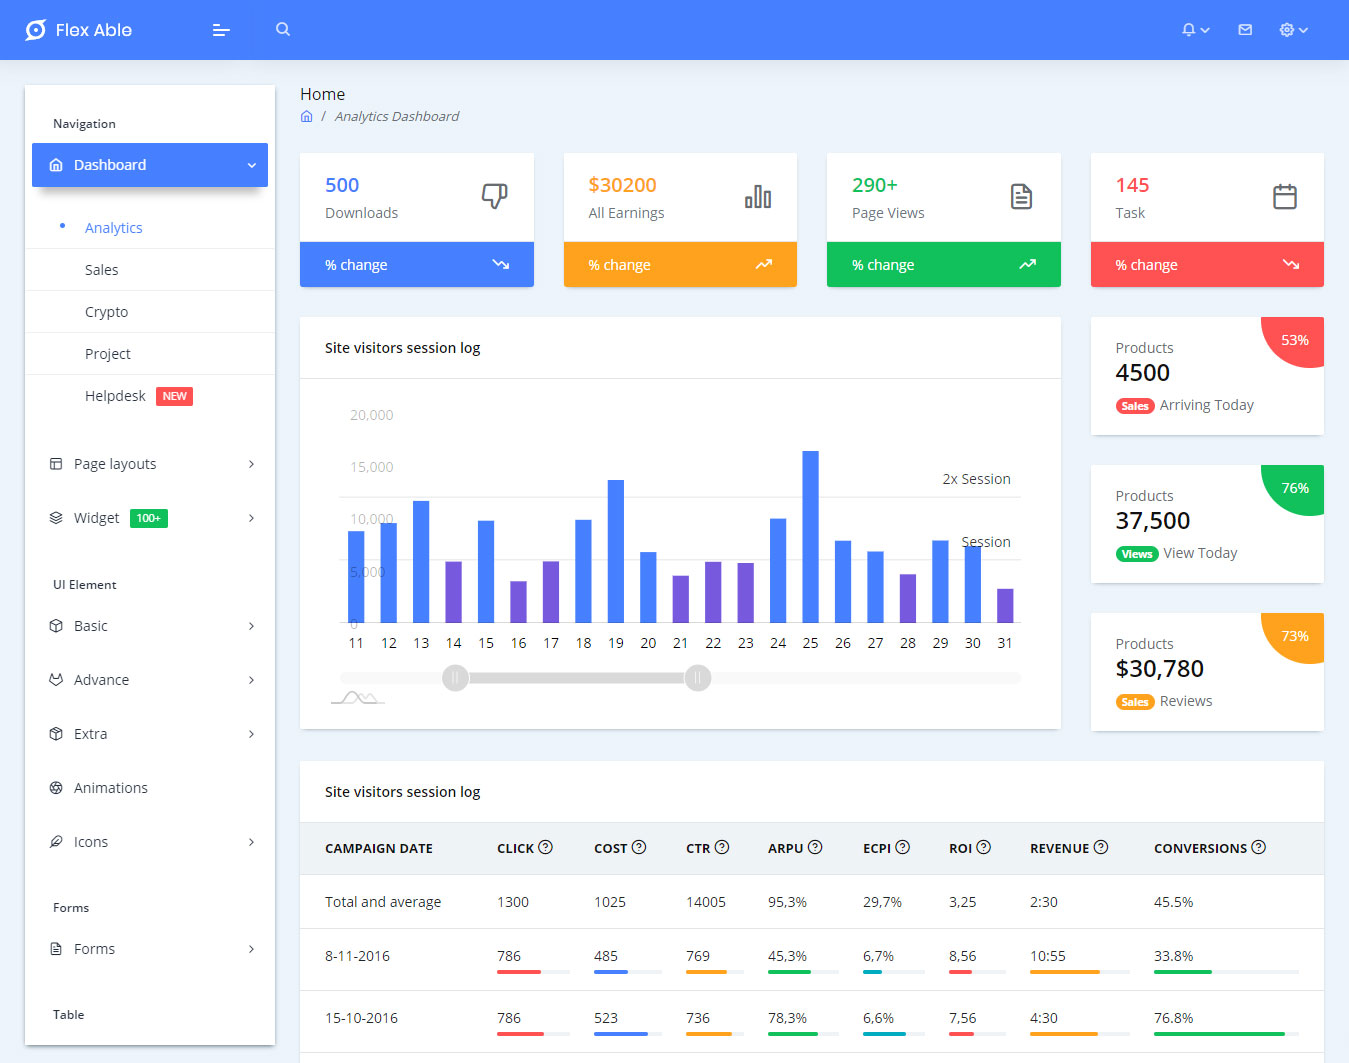 Flex Able
Navigation
Dashboard
Analytics
Sales
Crypto
Project
Helpdesk NEW
Page layouts
Widget 100+
UI Element
Basic
Advance
Extra
Animations
Icons
Forms
Forms
Table
Home
/ Analytics Dashboard
500
Downloads
% change
$30200
All Earnings
% change
290+
Page Views
% change
145
Task
% change
Site visitors session log
20,000
15,000
10,000
5,000
0
2x Session
Session
11 12 13 14 15 16 17 18 19 20 21 22 23 24 25 26 27 28 29 30 31
53%
Products
4500
Sales Arriving Today
76%
Products
37,500
Views View Today
73%
Products
$30,780
Sales Reviews
Site visitors session log
CAMPAIGN DATE CLICK COST CTR ARPU ECPI ROI REVENUE CONVERSIONS
Total and average 1300 1025 14005 95,3% 29,7% 3,25 2:30 45.5%
8-11-2016 786 485 769 45,3% 6,7% 8,56 10:55 33.8%
15-10-2016 786 523 736 78,3% 6,6% 7,56 4:30 76.8%